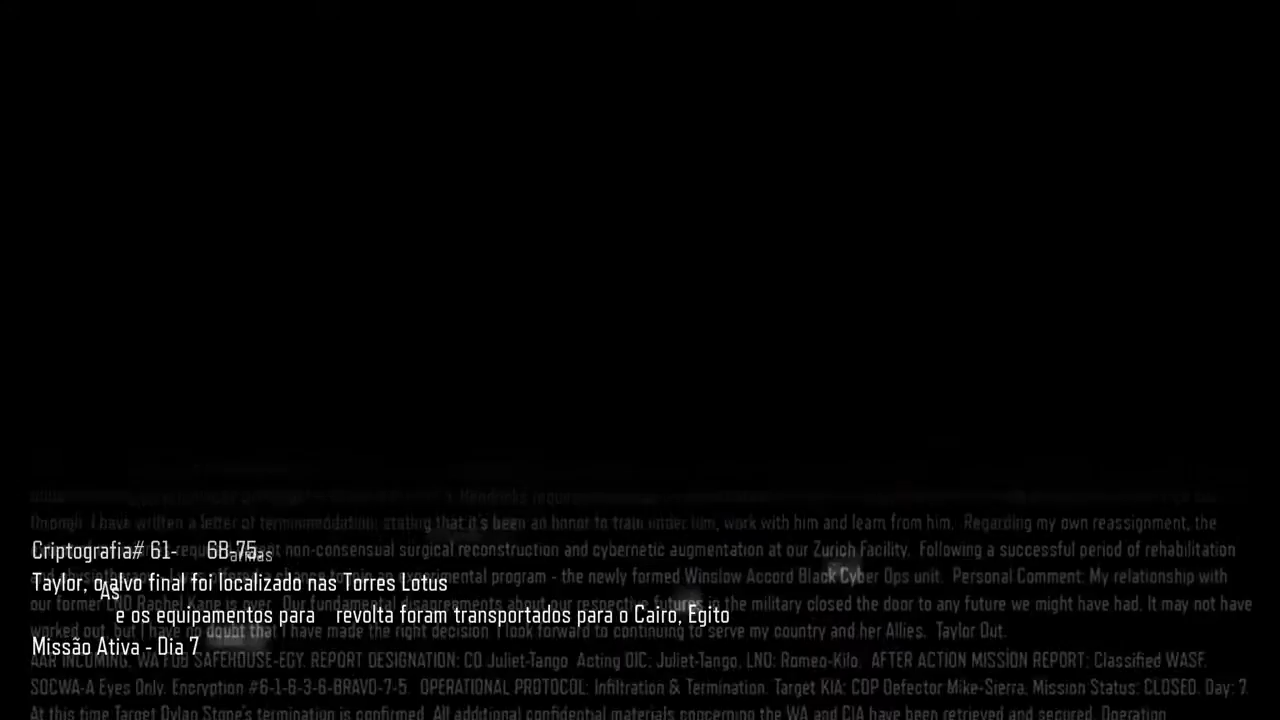 through. I have written a letter of stating that it's been an honor to train under him, work with him and learn from him. Regarding my own reassignment, the
Criptografia# 61- 6B-75
armas
non-consensual surgical reconstruction and cybernetic augmentation at our Zurich Facility. Following a successful period of rehabilitation
Taylor, o alvo final foi localizado nas Torres Lotus
experimental program - the newly formed Winslow Accord Black Cyber Ops unit. Personal Comment: My relationship with
As
our former LNO Rachel Kane is over. Our fundamental disagreements about our respective futures in the military closed the door to any future we might have had. It may not have
e os equipamentos para revolta foram transportados para o Cairo, Egito
worked out, but I have no doubt that I have made the right decision. I look forward to continuing to serve my country and her Allies. Taylor Out.
Missão Ativa - Dia 7
AAR INCOMING. WA FOB SAFEHOUSE-EGY. REPORT DESIGNATION: CO Juliet-Tango. Acting OIC: Juliet-Tango. LNO: Romeo-Kilo. AFTER ACTION MISSION REPORT: Classified WASF.
SOCWA-A Eyes Only. Encryption #6-1-6-3-6-BRAVO-7-5. OPERATIONAL PROTOCOL: Infiltration & Termination. Target KIA: COP Defector Mike-Sierra. Mission Status: CLOSED. Day: 7
At this time Target Dylan Stone's termination is confirmed. All additional confidential materials concerning the WA and CIA have been retrieved and secured. Operating